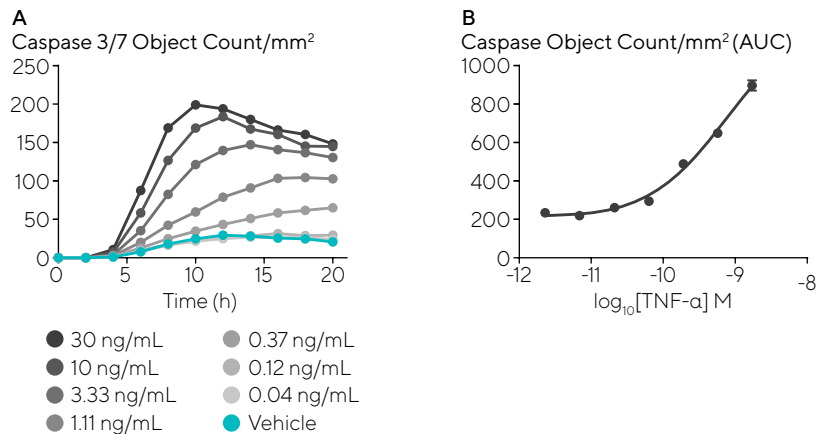 A
Caspase 3/7 Object Count/mm²
250
200
150
100
50
0
0 5 10 15 20
Time (h)
30 ng/mL
10 ng/mL
3.33 ng/mL
1.11 ng/mL
0.37 ng/mL
0.12 ng/mL
0.04 ng/mL
Vehicle
B
Caspase Object Count/mm² (AUC)
1000
800
600
400
200
0
-12 -11 -10 -9 -8
log₁₀[TNF-α] M